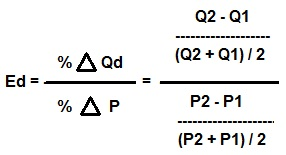 Q2 - Q1
--------------------
(Q2 + Q1) / 2
Ed = % △ Qd / % △ P =
P2 - P1
--------------------
(P2 + P1) / 2